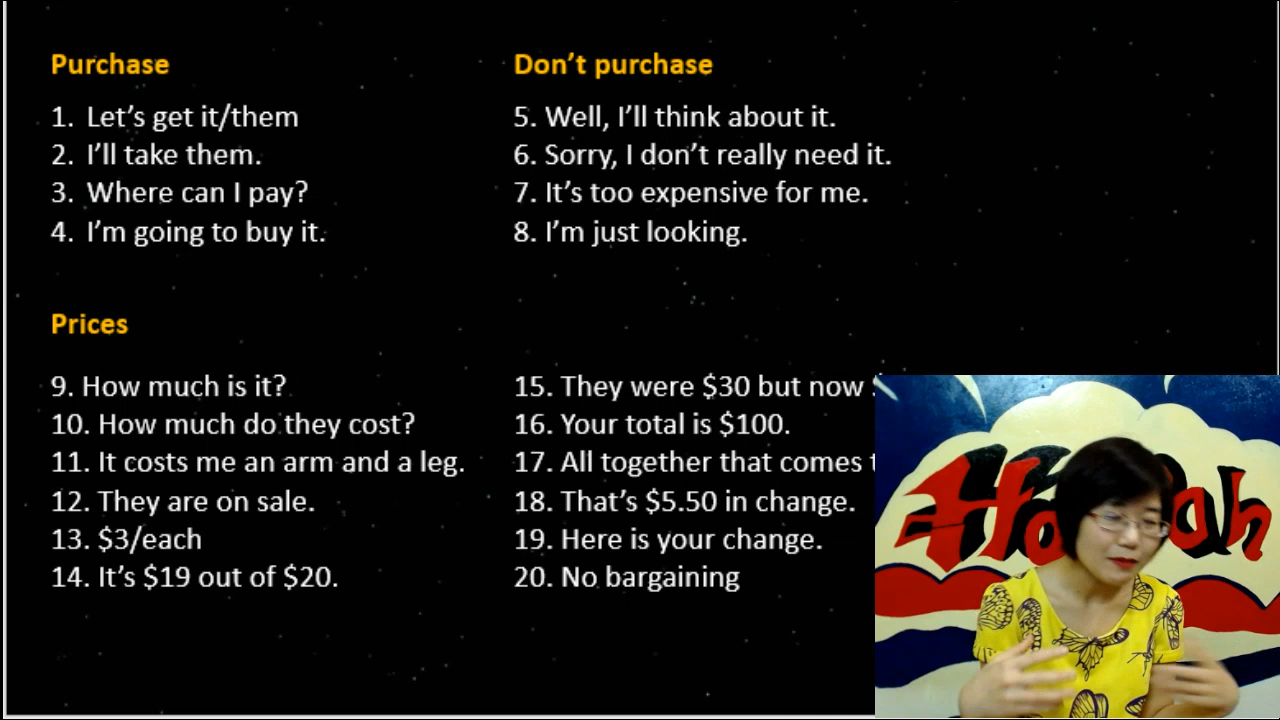 Purchase
1. Let's get it/them
2. I'll take them.
3. Where can I pay?
4. I'm going to buy it.
Don't purchase
5. Well, I'll think about it.
6. Sorry, I don't really need it.
7. It's too expensive for me.
8. I'm just looking.
Prices
9. How much is it?
10. How much do they cost?
11. It costs me an arm and a leg.
12. They are on sale.
13. $3/each
14. It's $19 out of $20.
15. They were $30 but now
16. Your total is $100.
17. All together that comes
18. That's $5.50 in change.
19. Here is your change.
20. No bargaining